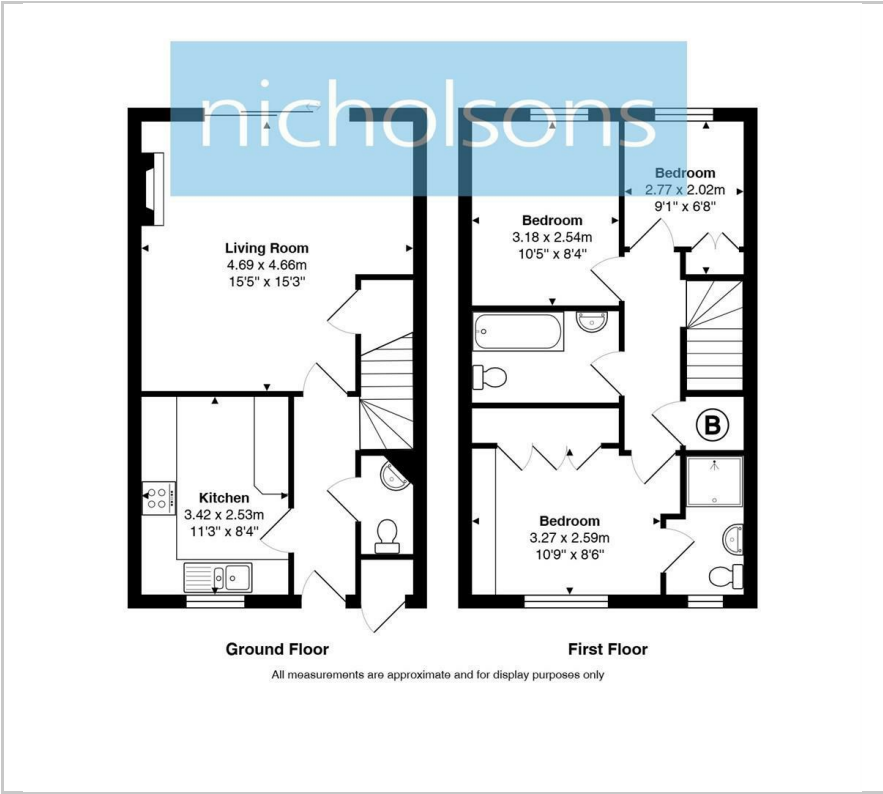 nicholsons
Living Room
4.69 x 4.66m
15'5" x 15'3"
Kitchen
3.42 x 2.53m
11'3" x 8'4"
Bedroom
3.18 x 2.54m
10'5" x 8'4"
Bedroom
2.77 x 2.02m
9'1" x 6'8"
B
Bedroom
3.27 x 2.59m
10'9" x 8'6"
Ground Floor
First Floor
All measurements are approximate and for display purposes only